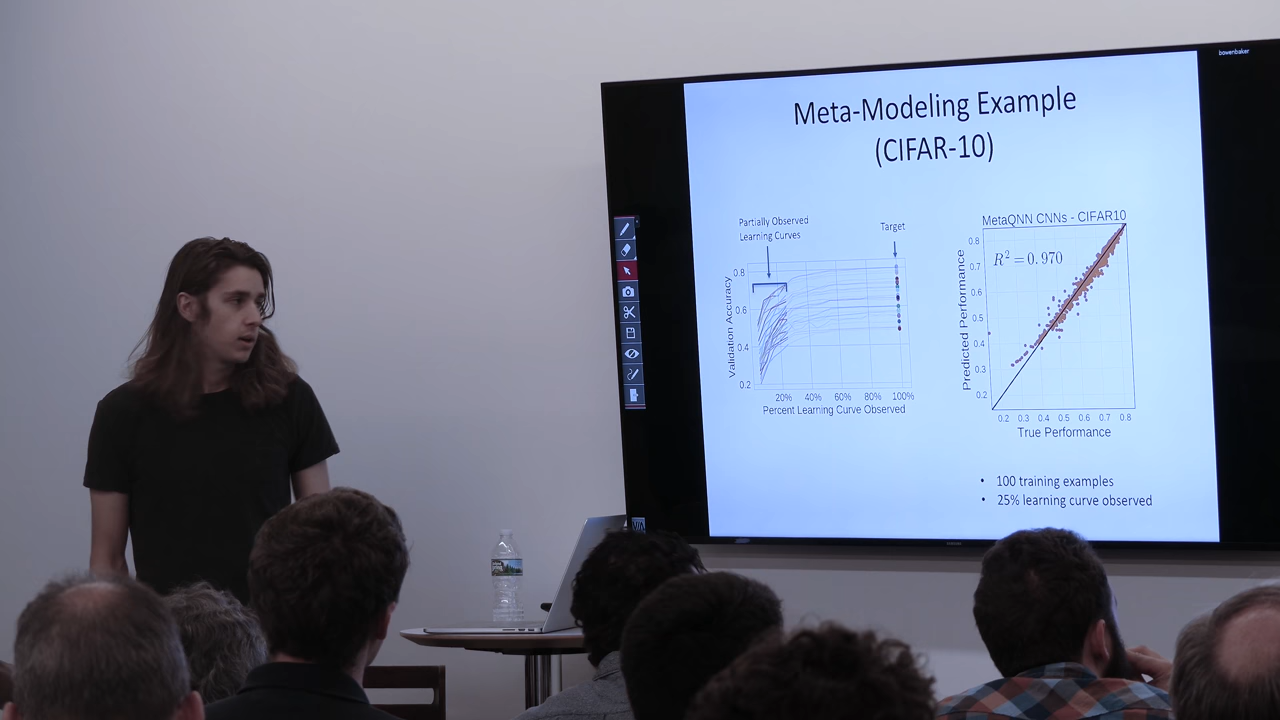 bowenbaker
Meta-Modeling Example
(CIFAR-10)
Partially Observed
Learning Curves
Target
Validation Accuracy
0.8
0.6
0.4
0.2
20% 40% 60% 80% 100%
Percent Learning Curve Observed
MetaQNN CNNs - CIFAR10
R² = 0.970
Predicted Performance
0.8
0.7
0.6
0.5
0.4
0.3
0.2
0.2 0.3 0.4 0.5 0.6 0.7 0.8
True Performance
• 100 training examples
• 25% learning curve observed
SAMSUNG